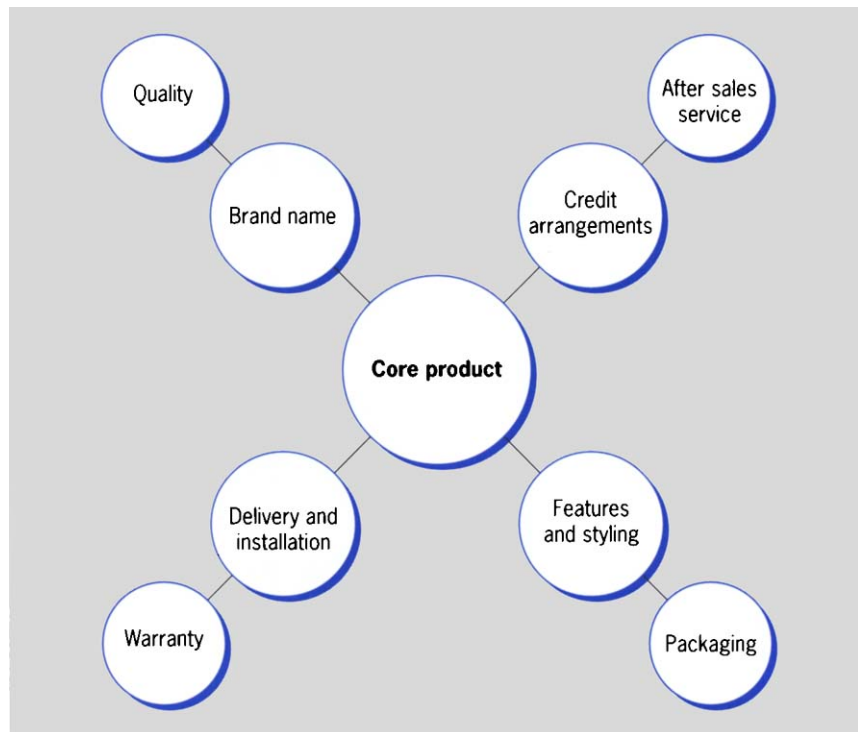 Quality
After sales
service
Brand name
Credit
arrangements
Core product
Delivery and
installation
Features
and styling
Warranty
Packaging